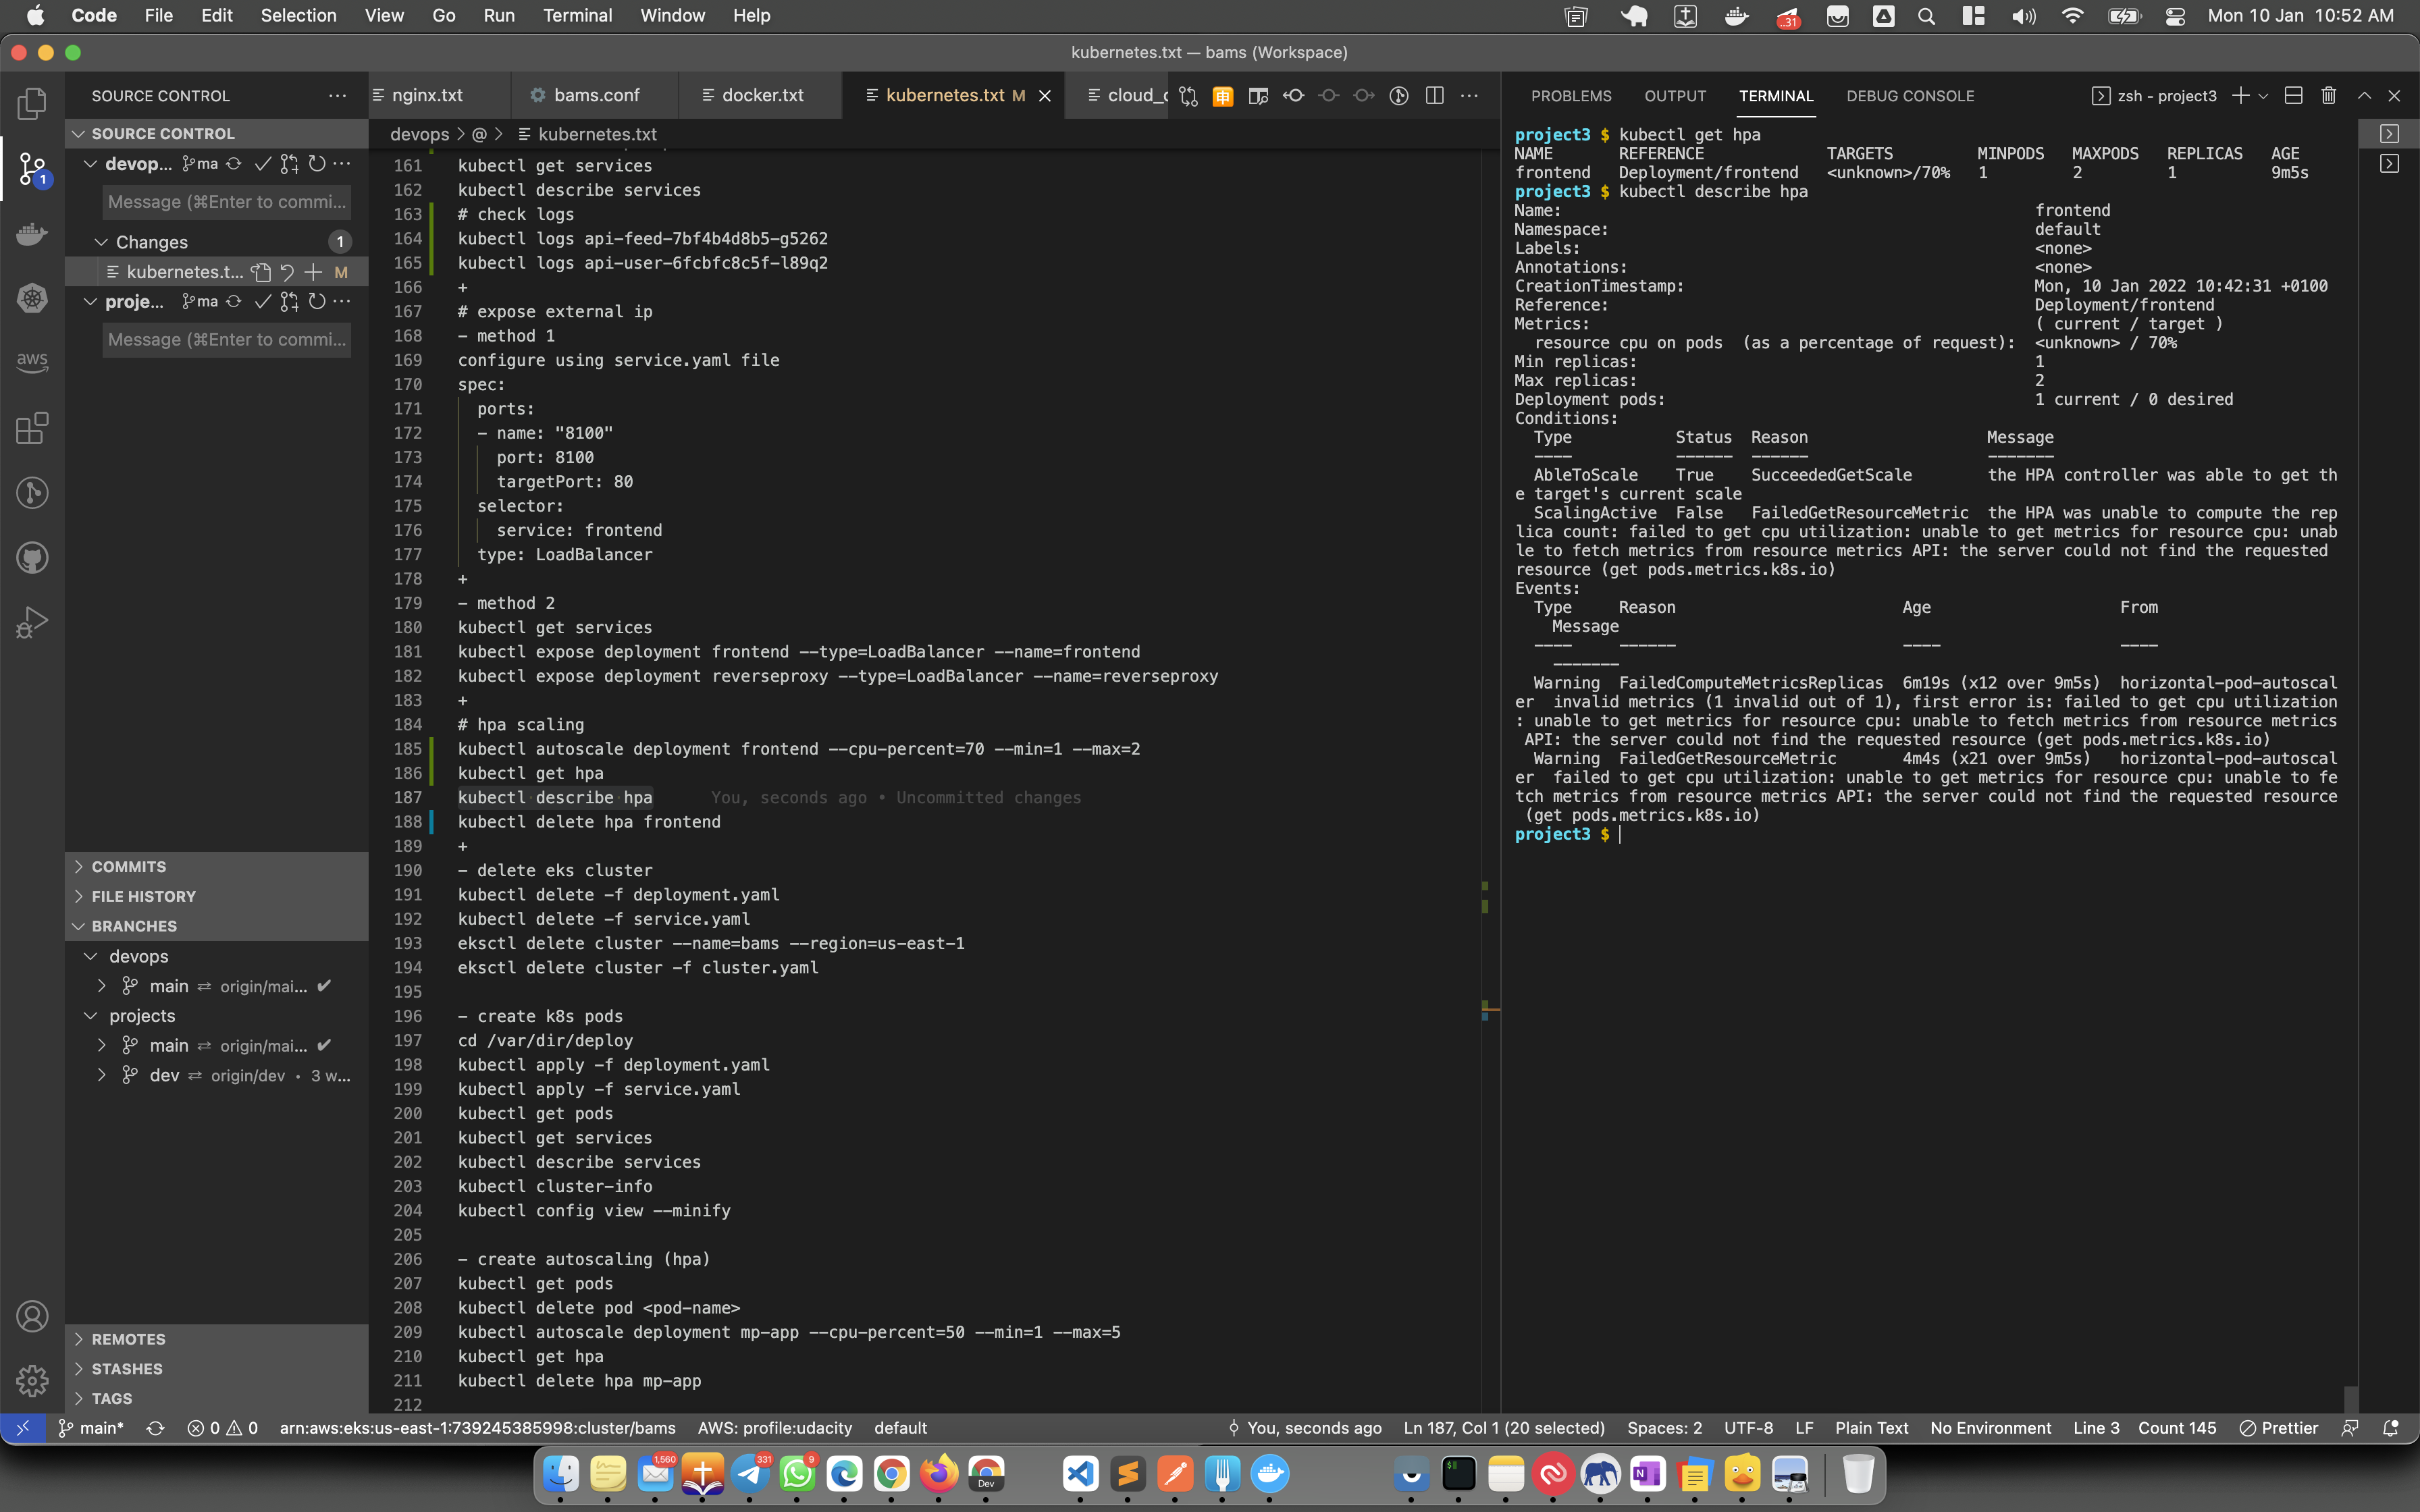 Code File Edit Selection View Go Run Terminal Window Help
..31
Mon 10 Jan 10:52 AM
kubernetes.txt — bams (Workspace)
SOURCE CONTROL
nginx.txt
bams.conf
docker.txt
kubernetes.txt M
cloud_c
SOURCE CONTROL
devop... ma
Message (⌘Enter to commi...
Changes 1
kubernetes.t... M
proje... ma
Message (⌘Enter to commi...
1
aws
COMMITS
FILE HISTORY
BRANCHES
devops
main ⇄ origin/mai... ✔
projects
main ⇄ origin/mai... ✔
dev ⇄ origin/dev • 3 w...
REMOTES
STASHES
TAGS
devops > @ > kubernetes.txt
161 kubectl get services
162 kubectl describe services
163 # check logs
164 kubectl logs api-feed-7bf4b4d8b5-g5262
165 kubectl logs api-user-6fcbfc8c5f-l89q2
166 +
167 # expose external ip
168 - method 1
169 configure using service.yaml file
170 spec:
171   ports:
172   - name: "8100"
173     port: 8100
174     targetPort: 80
175   selector:
176     service: frontend
177   type: LoadBalancer
178 +
179 - method 2
180 kubectl get services
181 kubectl expose deployment frontend --type=LoadBalancer --name=frontend
182 kubectl expose deployment reverseproxy --type=LoadBalancer --name=reverseproxy
183 +
184 # hpa scaling
185 kubectl autoscale deployment frontend --cpu-percent=70 --min=1 --max=2
186 kubectl get hpa
187 kubectl describe hpa You, seconds ago • Uncommitted changes
188 kubectl delete hpa frontend
189 +
190 - delete eks cluster
191 kubectl delete -f deployment.yaml
192 kubectl delete -f service.yaml
193 eksctl delete cluster --name=bams --region=us-east-1
194 eksctl delete cluster -f cluster.yaml
195
196 - create k8s pods
197 cd /var/dir/deploy
198 kubectl apply -f deployment.yaml
199 kubectl apply -f service.yaml
200 kubectl get pods
201 kubectl get services
202 kubectl describe services
203 kubectl cluster-info
204 kubectl config view --minify
205
206 - create autoscaling (hpa)
207 kubectl get pods
208 kubectl delete pod <pod-name>
209 kubectl autoscale deployment mp-app --cpu-percent=50 --min=1 --max=5
210 kubectl get hpa
211 kubectl delete hpa mp-app
212
PROBLEMS OUTPUT TERMINAL DEBUG CONSOLE
zsh - project3
project3 $ kubectl get hpa
NAME REFERENCE TARGETS MINPODS MAXPODS REPLICAS AGE
frontend Deployment/frontend <unknown>/70% 1 2 1 9m5s
project3 $ kubectl describe hpa
Name: frontend
Namespace: default
Labels: <none>
Annotations: <none>
CreationTimestamp: Mon, 10 Jan 2022 10:42:31 +0100
Reference: Deployment/frontend
Metrics: ( current / target )
resource cpu on pods (as a percentage of request): <unknown> / 70%
Min replicas: 1
Max replicas: 2
Deployment pods: 1 current / 0 desired
Conditions:
Type Status Reason Message
---- ------ ------ -------
AbleToScale True SucceededGetScale the HPA controller was able to get th
e target's current scale
ScalingActive False FailedGetResourceMetric the HPA was unable to compute the rep
lica count: failed to get cpu utilization: unable to get metrics for resource cpu: unab
le to fetch metrics from resource metrics API: the server could not find the requested
resource (get pods.metrics.k8s.io)
Events:
Type Reason Age From
Message
---- ------ ---- ----
-------
Warning FailedComputeMetricsReplicas 6m19s (x12 over 9m5s) horizontal-pod-autoscal
er invalid metrics (1 invalid out of 1), first error is: failed to get cpu utilization
: unable to get metrics for resource cpu: unable to fetch metrics from resource metrics
API: the server could not find the requested resource (get pods.metrics.k8s.io)
Warning FailedGetResourceMetric 4m4s (x21 over 9m5s) horizontal-pod-autoscal
er failed to get cpu utilization: unable to get metrics for resource cpu: unable to fe
tch metrics from resource metrics API: the server could not find the requested resource
(get pods.metrics.k8s.io)
project3 $
main* 0 0 arn:aws:eks:us-east-1:739245385998:cluster/bams AWS: profile:udacity default
You, seconds ago Ln 187, Col 1 (20 selected) Spaces: 2 UTF-8 LF Plain Text No Environment Line 3 Count 145 Prettier
1,560 331 9 Dev